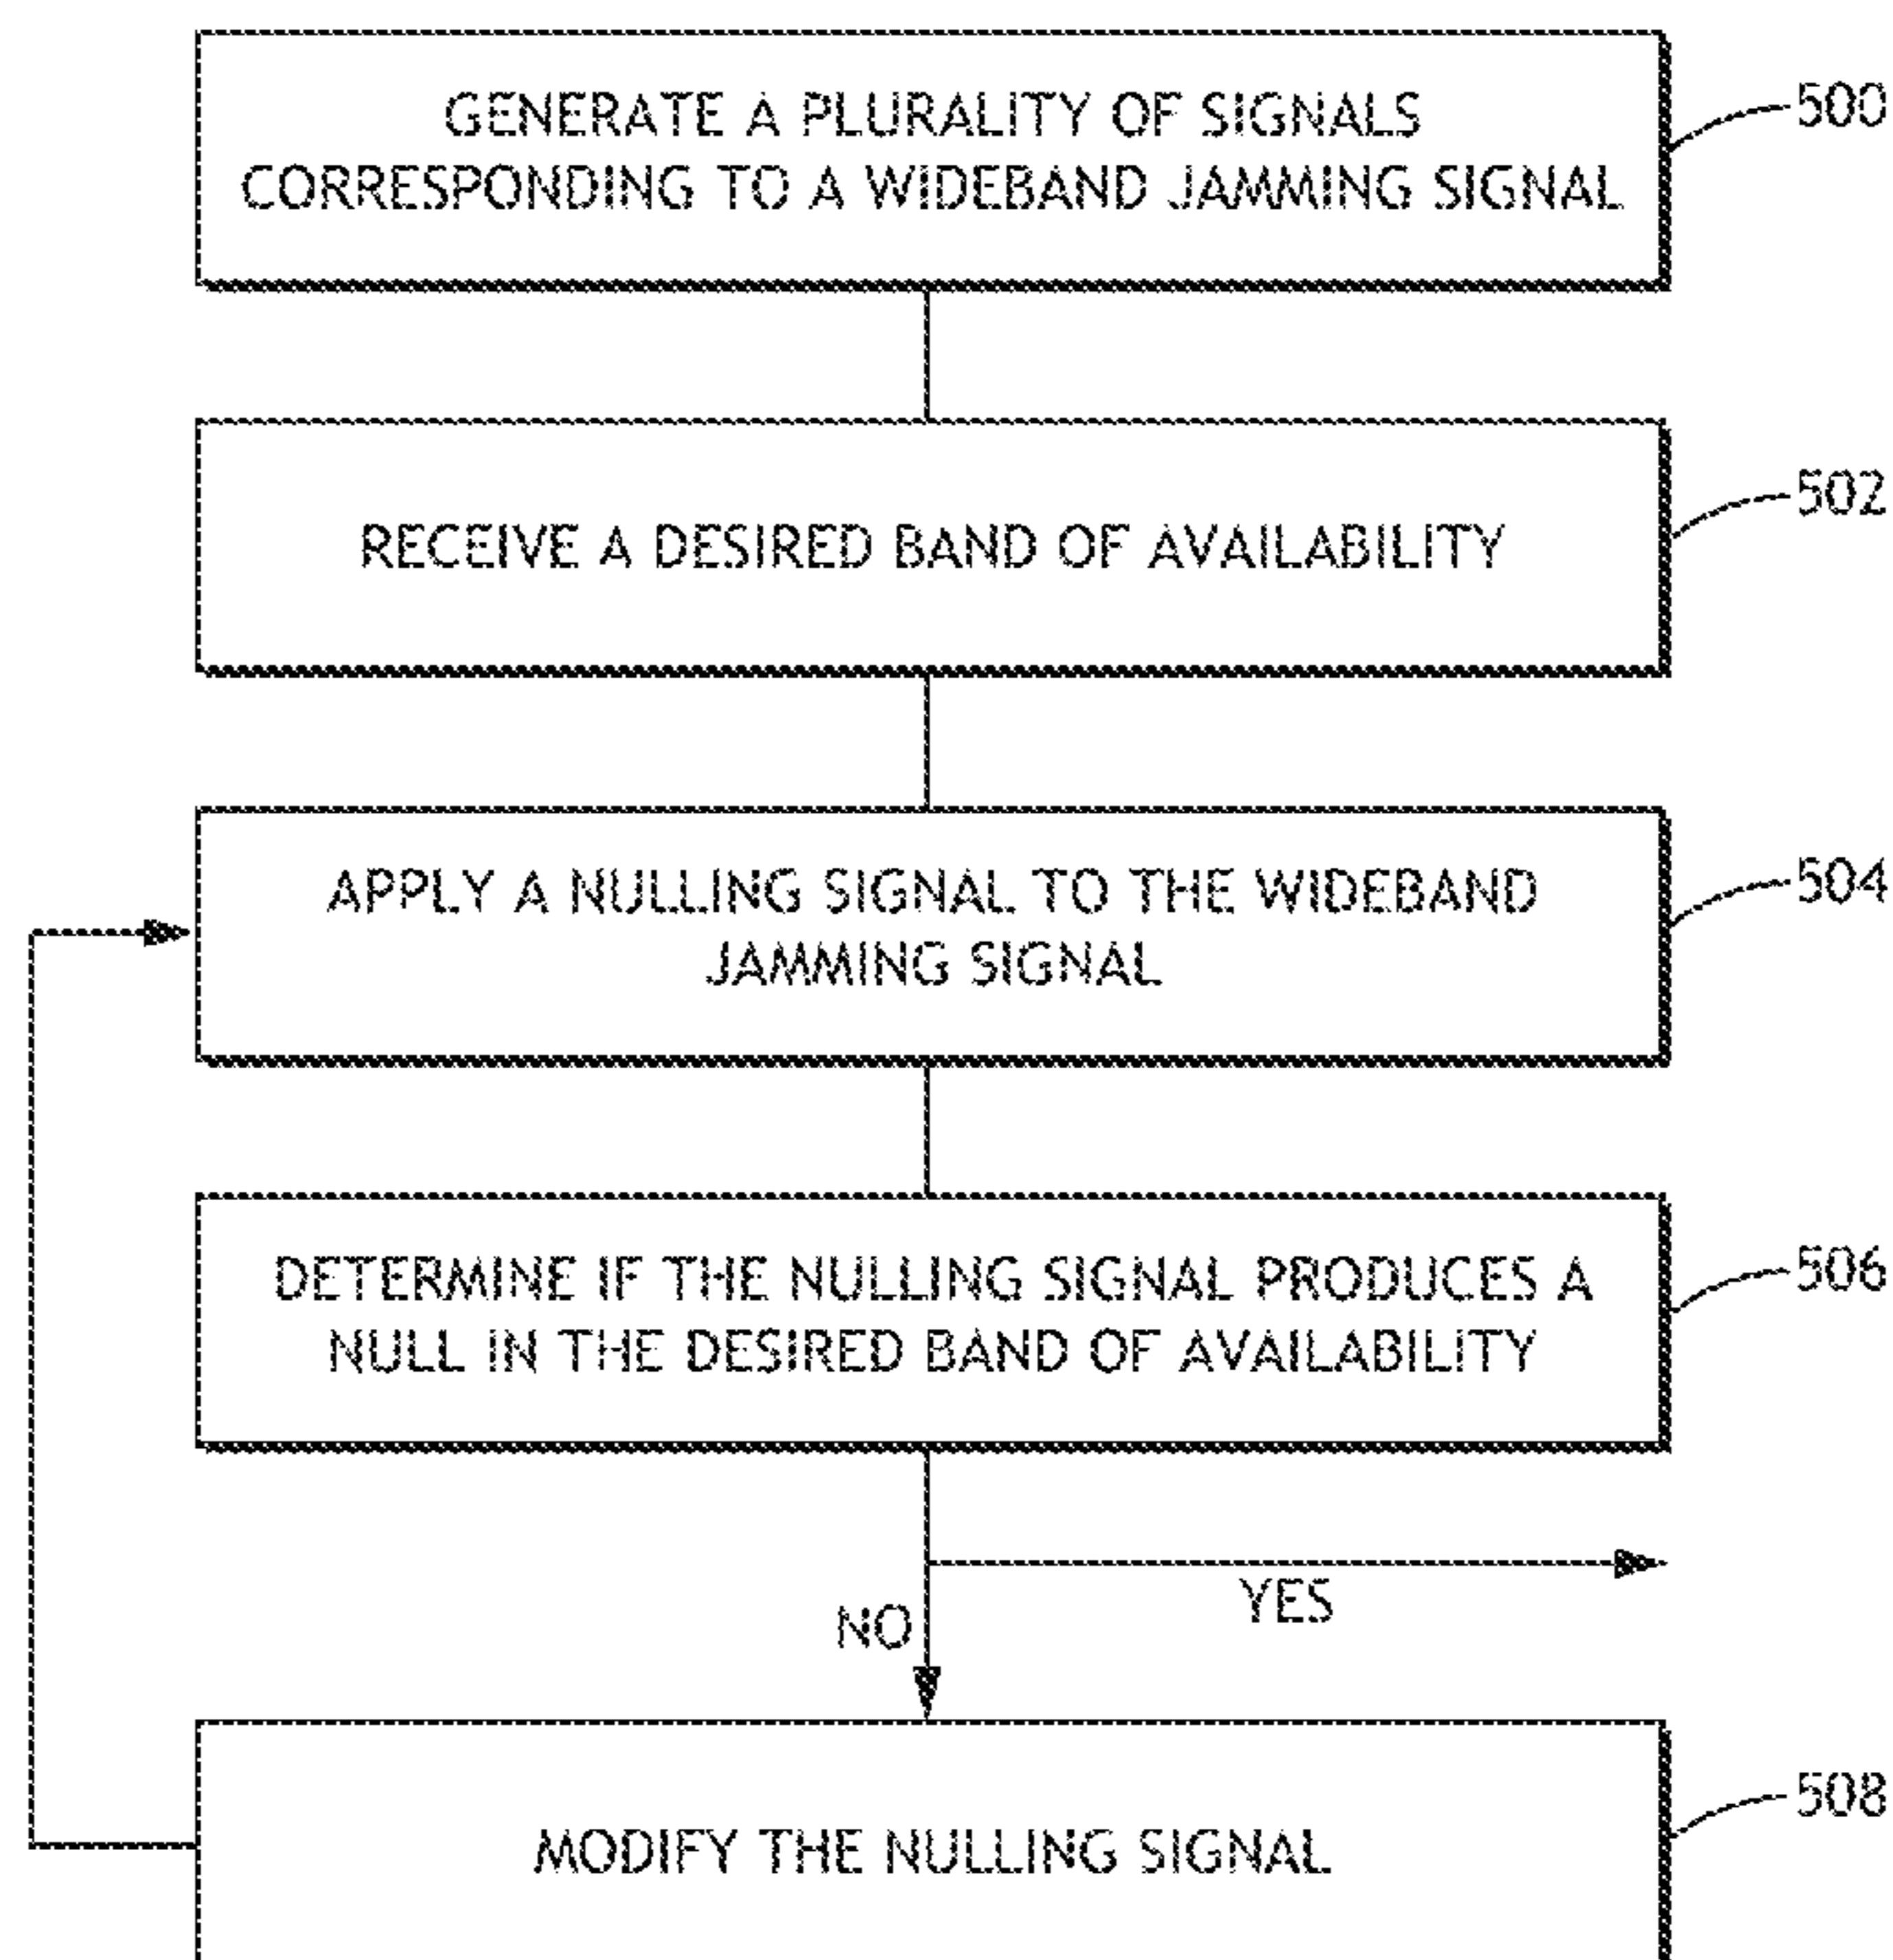 GENERATE A PLURALITY OF SIGNALS
CORRESPONDING TO A WIDEBAND JAMMING SIGNAL
500
RECEIVE A DESIRED BAND OF AVAILABILITY
502
APPLY A NULLING SIGNAL TO THE WIDEBAND
JAMMING SIGNAL
504
DETERMINE IF THE NULLING SIGNAL PRODUCES A
NULL IN THE DESIRED BAND OF AVAILABILITY
506
YES
NO
MODIFY THE NULLING SIGNAL
508